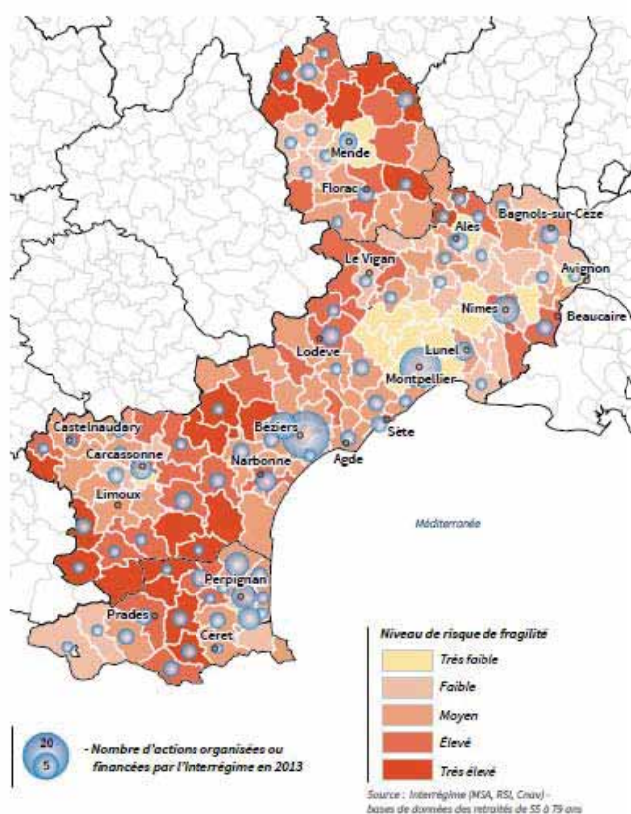 Mende
Florac
Bagnols-sur-Cèze
Alès
Le Vigan
Avignon
Nîmes
Beaucaire
Lodève
Lunel
Montpellier
Castelnaudary
Béziers
Sète
Carcassonne
Narbonne
Agde
Limoux
Méditerranée
Perpignan
Prades
Céret
Niveau de risque de fragilité
Très faible
Faible
Moyen
Élevé
Très élevé
20
5
- Nombre d'actions organisées ou
financées par l'Interrégime en 2013
Source : Interrégime (MSA, RSI, Cnav) -
bases de données des retraités de 55 à 79 ans